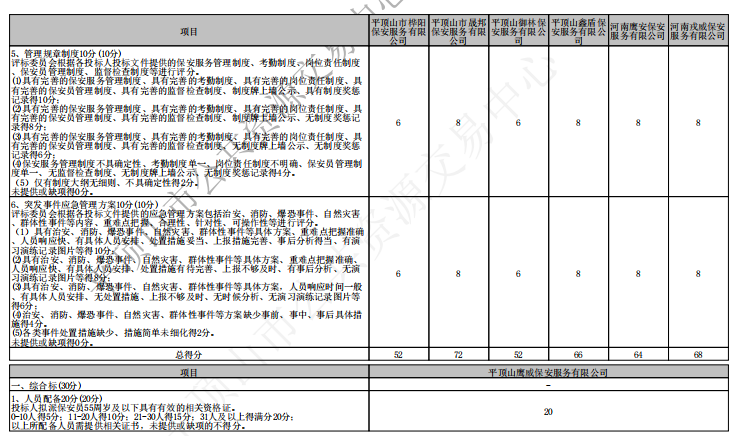 项目
平顶山市桦阳保安服务有限公司
平顶山市晟邦保安服务有限公司
平顶山御林保安服务有限公司
平顶山鑫盾保安服务有限公司
河南鹰安保安服务有限公司
河南戎威保安服务有限公司
5、管理规章制度10分(10分)
评标委员会根据各投标人投标文件提供的保安服务管理制度、考勤制度、岗位责任制度、保安员管理制度、监督检查制度等进行评分。
(1)具有完善的保安服务管理制度、具有完善的考勤制度、具有完善的岗位责任制度、具有完善的保安员管理制度、具有完善的监督检查制度、制度牌上墙公示、具有制度奖惩记录得10分；
(2)具有完善的保安服务管理制度、具有完善的考勤制度、具有完善的岗位责任制度、具有完善的保安员管理制度、具有完善的监督检查制度、制度牌上墙公示、无制度奖惩记录得8分；
(3)具有完善的保安服务管理制度、具有完善的考勤制度、具有完善的岗位责任制度、具有完善的保安员管理制度、具有完善的监督检查制度、无制度牌上墙公示、无制度奖惩记录得6分；
(4)保安服务管理制度不具确定性、考勤制度单一、岗位责任制度不明确、保安员管理制度单一、无监督检查制度、无制度牌上墙公示、无制度奖惩记录得4分。
（5）仅有制度大纲无细则、不具确定性得2分。
未提供或缺项得0分。
6 8 6 8 8 8
6、突发事件应急管理方案10分(10分)
评标委员会根据各投标文件提供的应急管理方案包括治安、消防、爆恐事件、自然灾害、群体性事件等内容、重难点把握、合理性、针对性、可操作性等进行评分。
（1）具有治安、消防、爆恐事件、自然灾害、群体性事件等具体方案、重难点把握准确、人员响应快、有具体人员安排、处置措施妥当、上报措施完善、事后分析得当、有演习演练记录图片等得10分；
(2)具有治安、消防、爆恐事件、自然灾害、群体性事件等具体方案、重难点把握准确、人员响应快、有具体人员安排、处置措施有待完善、上报不够及时、有事后分析、无演习演练记录图片等得8分；
(3)具有治安、消防、爆恐事件、自然灾害、群体性事件等具体方案，人员响应时间一般、有具体人员安排、无处置措施、上报不够及时、无时候分析、无演习演练记录图片等得6分；
(4)治安、消防、爆恐事件、自然灾害、群体性事件等方案缺少事前、事中、事后具体措施得4分。
(5)各类事件处置措施缺少、措施简单未细化得2分。
未提供或缺项得0分。
6 8 6 8 8 8
总得分 52 72 52 66 64 68
项目 平顶山鹰威保安服务有限公司
一、综合标(30分) -
1、人员配备20分(20分)
投标人拟派保安员55周岁及以下具有有效的相关资格证。
0-10人得5分；11-20人得10分；21-30人得15分；31人及以上得满分20分；
以上所配备人员需提供相关证书，未提供或缺项的不得分。
20